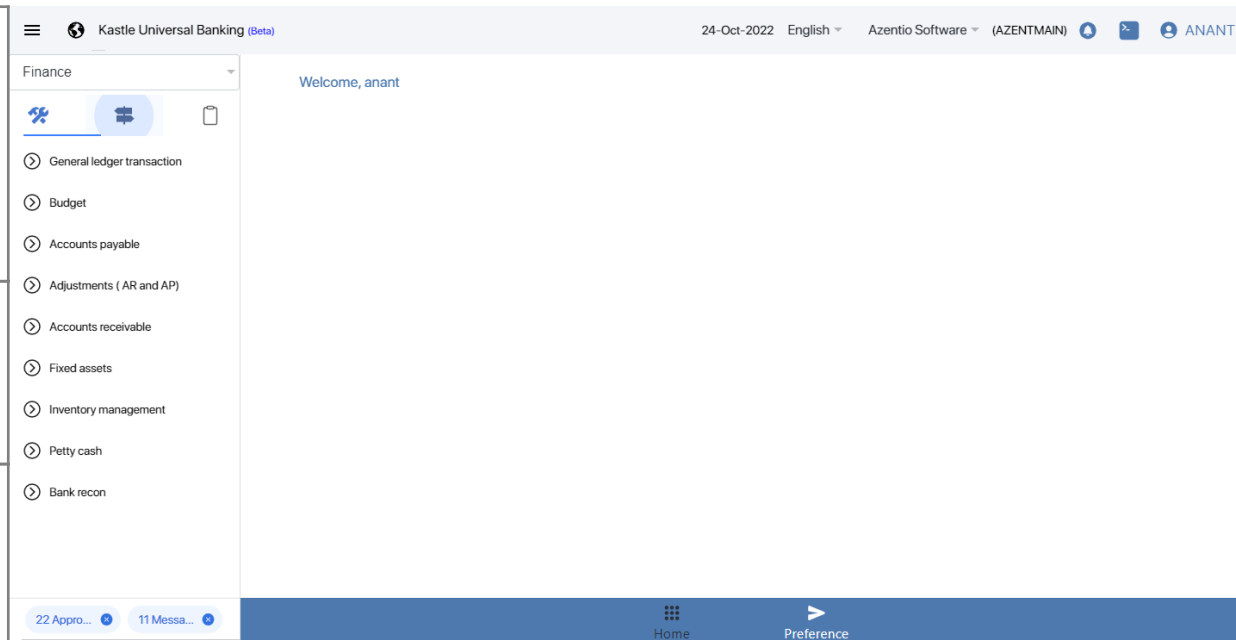 Kastle Universal Banking (Beta) 24-Oct-2022 English Azentio Software (AZENTMAIN) ANANT
Finance
Welcome, anant
General ledger transaction
Budget
Accounts payable
Adjustments ( AR and AP)
Accounts receivable
Fixed assets
Inventory management
Petty cash
Bank recon
22 Appro... 11 Messa... Home Preference